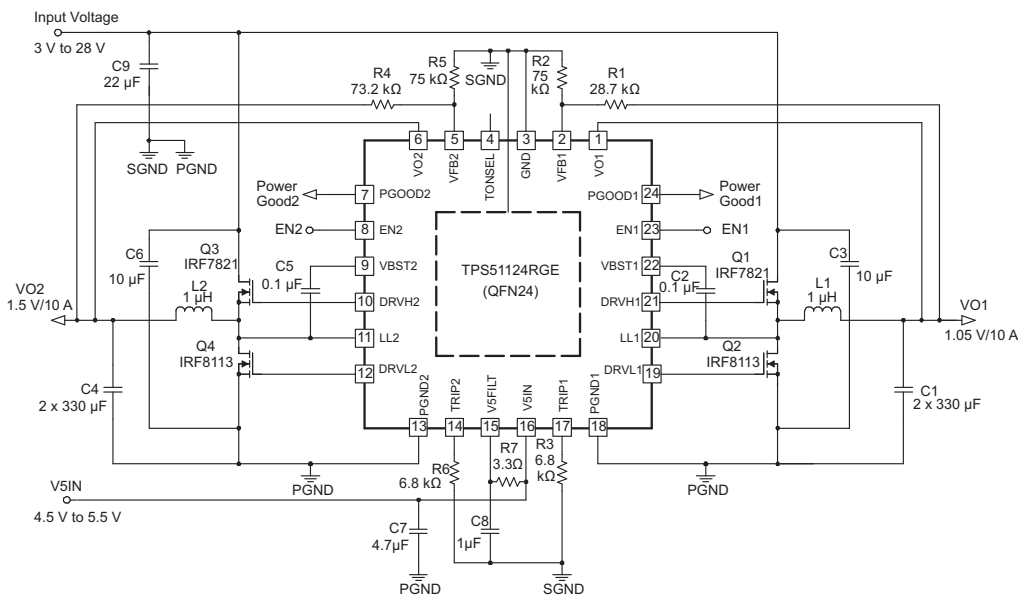 Input Voltage
3 V to 28 V
C9
22 µF
SGND
PGND
R4
73.2 kΩ
R5
75 kΩ
SGND
R2
75
kΩ
R1
28.7 kΩ
6
5
4
3
2
1
VO2
VFB2
TONSEL
GND
VFB1
VO1
Power
Good2
7
PGOOD2
PGOOD1
24
Power
Good1
EN2
8
EN2
EN1
23
EN1
C6
10 µF
Q3
IRF7821
C5
0.1 µF
9
VBST2
TPS51124RGE
(QFN24)
VBST1
22
C2
0.1 µF
Q1
IRF7821
C3
10 µF
VO2
1.5 V/10 A
L2
1 µH
10
DRVH2
DRVH1
21
L1
1 µH
VO1
1.05 V/10 A
11
LL2
LL1
20
Q4
IRF8113
12
DRVL2
DRVL1
19
Q2
IRF8113
C4
2 x 330 µF
C1
2 x 330 µF
PGND2
TRIP2
V5FILT
V5IN
TRIP1
PGND1
13
14
15
16
17
18
PGND
R6
6.8 kΩ
R7
3.3Ω
R3
6.8
kΩ
PGND
V5IN
4.5 V to 5.5 V
C7
4.7µF
C8
1µF
PGND
SGND